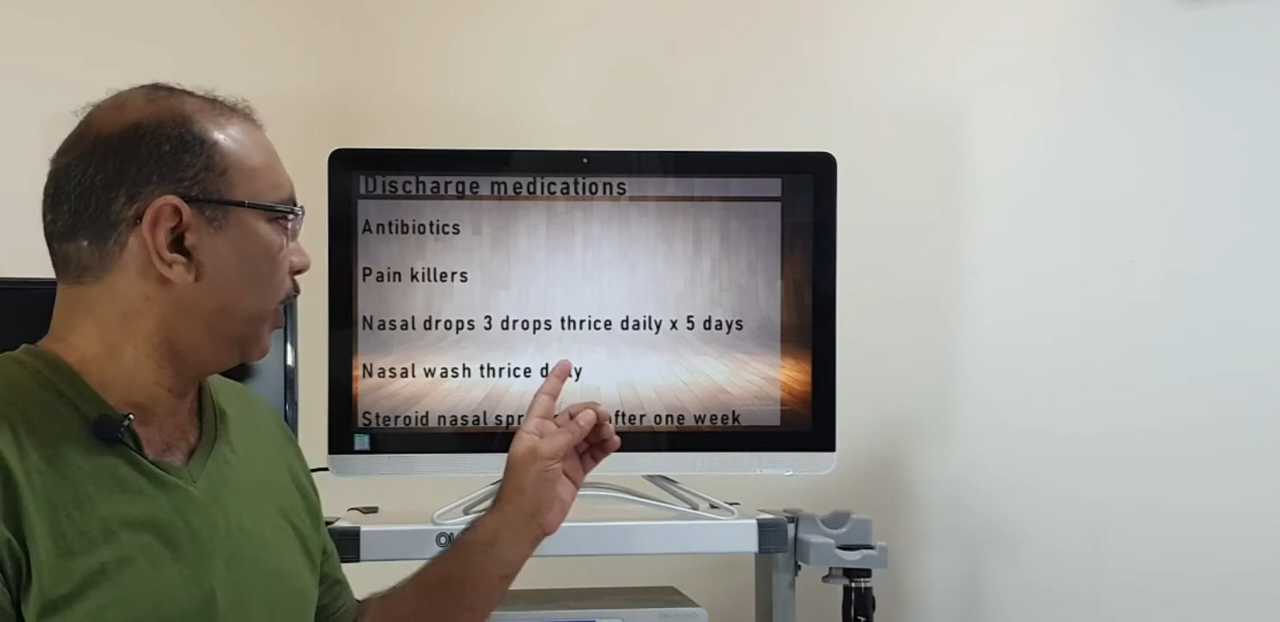 Discharge medications
Antibiotics
Pain killers
Nasal drops 3 drops thrice daily x 5 days
Nasal wash thrice
Steroid nasal after one week